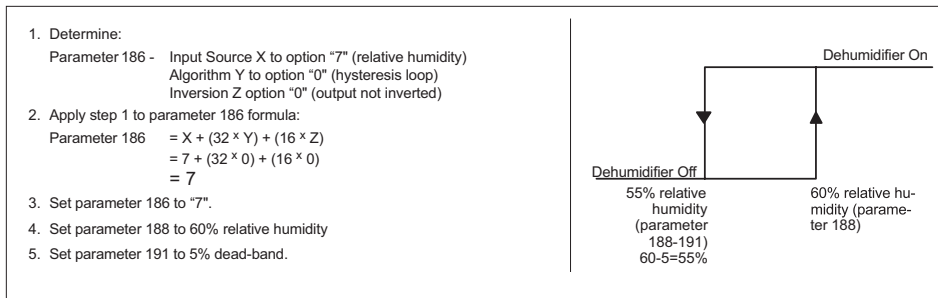 1. Determine:
Parameter 186 - Input Source X to option “7" (relative humidity)
Algorithm Y to option “0" (hysteresis loop)
Inversion Z option “0" (output not inverted)
2. Apply step 1 to parameter 186 formula:
Parameter 186 = X + (32 x Y) + (16 x Z)
= 7 + (32 x 0) + (16 x 0)
= 7
3. Set parameter 186 to “7".
4. Set parameter 188 to 60% relative humidity
5. Set parameter 191 to 5% dead-band.
Dehumidifier On
Dehumidifier Off
55% relative
humidity
(parameter
188-191)
60-5=55%
60% relative hu-
midity (parame-
ter 188)